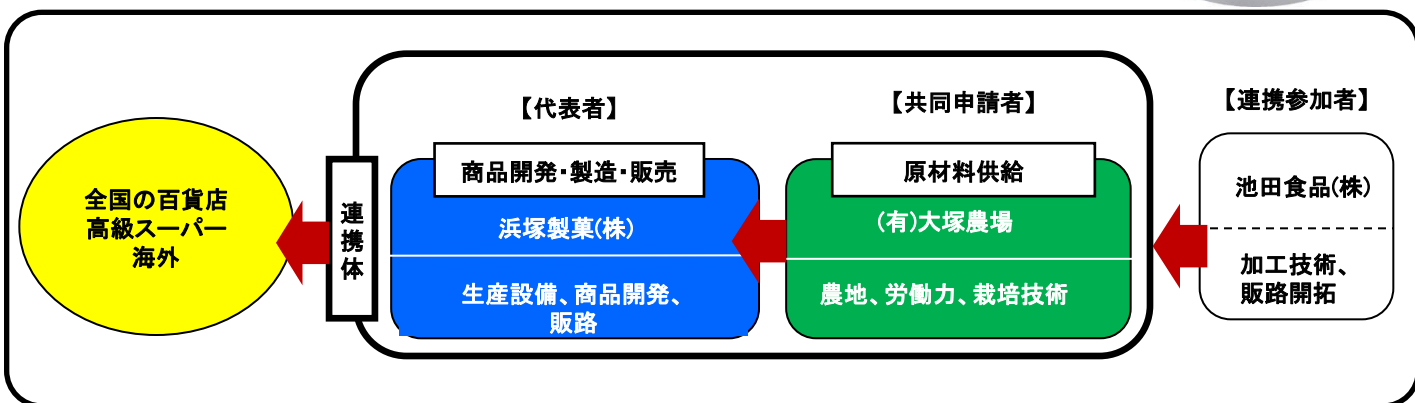 【代表者】
【共同申請者】
【連携参加者】
全国の百貨店
高級スーパー
海外
連携体
商品開発・製造・販売
浜塚製菓(株)
生産設備、商品開発、
販路
原材料供給
(有)大塚農場
農地、労働力、栽培技術
池田食品(株)
加工技術、
販路開拓